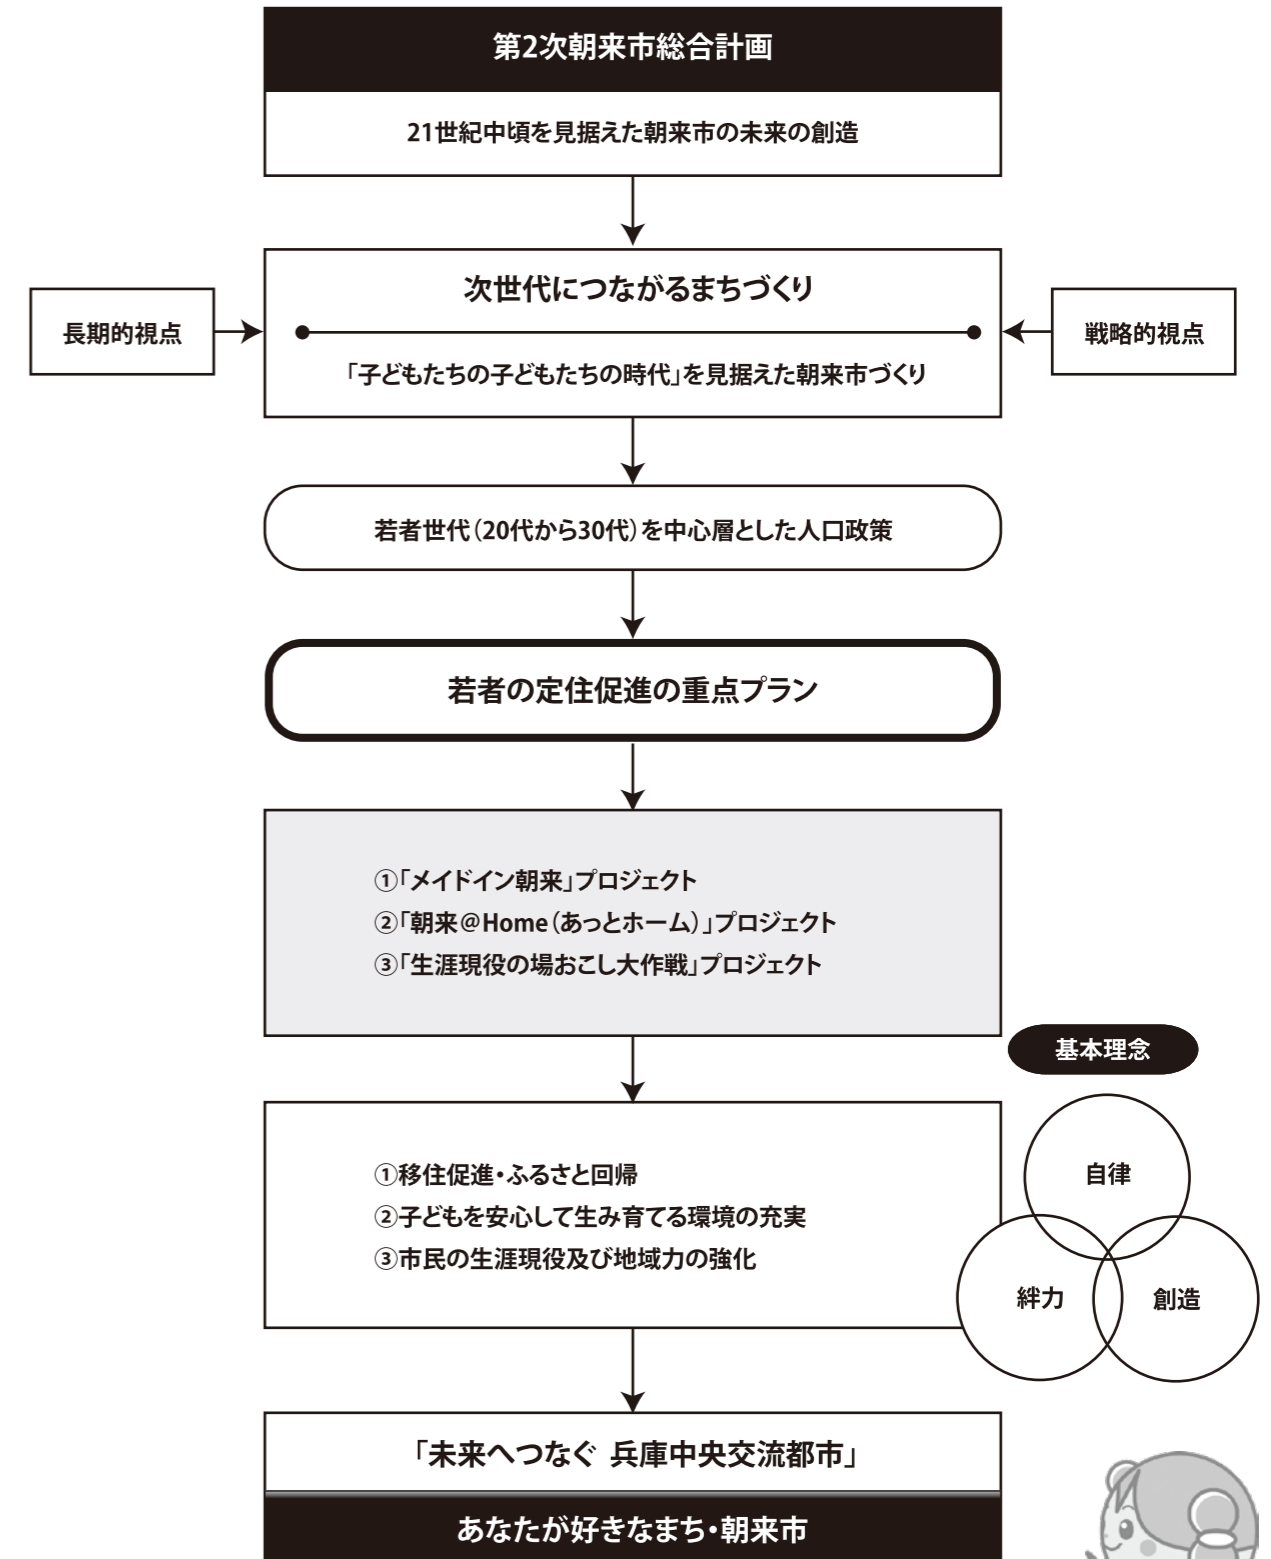 第2次朝来市総合計画
21世紀中頃を見据えた朝来市の未来の創造
次世代につながるまちづくり
長期的視点
戦略的視点
「子どもたちの子どもたちの時代」を見据えた朝来市づくり
若者世代（20代から30代）を中心層とした人口政策
若者の定住促進の重点プラン
①「メイドイン朝来」プロジェクト
②「朝来＠Home（あっとホーム）」プロジェクト
③「生涯現役の場おこし大作戦」プロジェクト
基本理念
①移住促進・ふるさと回帰
②子どもを安心して生み育てる環境の充実
③市民の生涯現役及び地域力の強化
自律
絆力
創造
「未来へつなぐ 兵庫中央交流都市」
あなたが好きなまち・朝来市